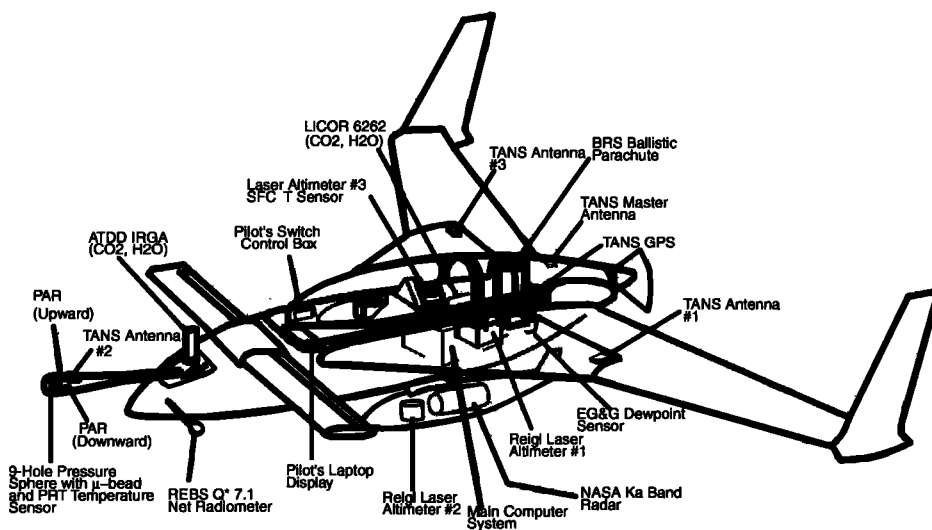 LICOR 6262
(CO2, H2O)
TANS Antenna
#3
BRS Ballistic
Parachute
Laser Altimeter #3
SFC T Sensor
TANS Master
Antenna
ATDD IRGA
(CO2, H2O)
Pilot's Switch
Control Box
TANS GPS
PAR
(Upward)
TANS Antenna
#2
TANS Antenna
#1
PAR
(Downward)
EG&G Dewpoint
Sensor
Reigl Laser
Altimeter #1
9-Hole Pressure
Sphere with μ-bead
and PRT Temperature
Sensor
REBS Q* 7.1
Net Radiometer
Pilot's Laptop
Display
Reigl Laser
Altimeter #2
Main Computer
System
NASA Ka Band
Radar